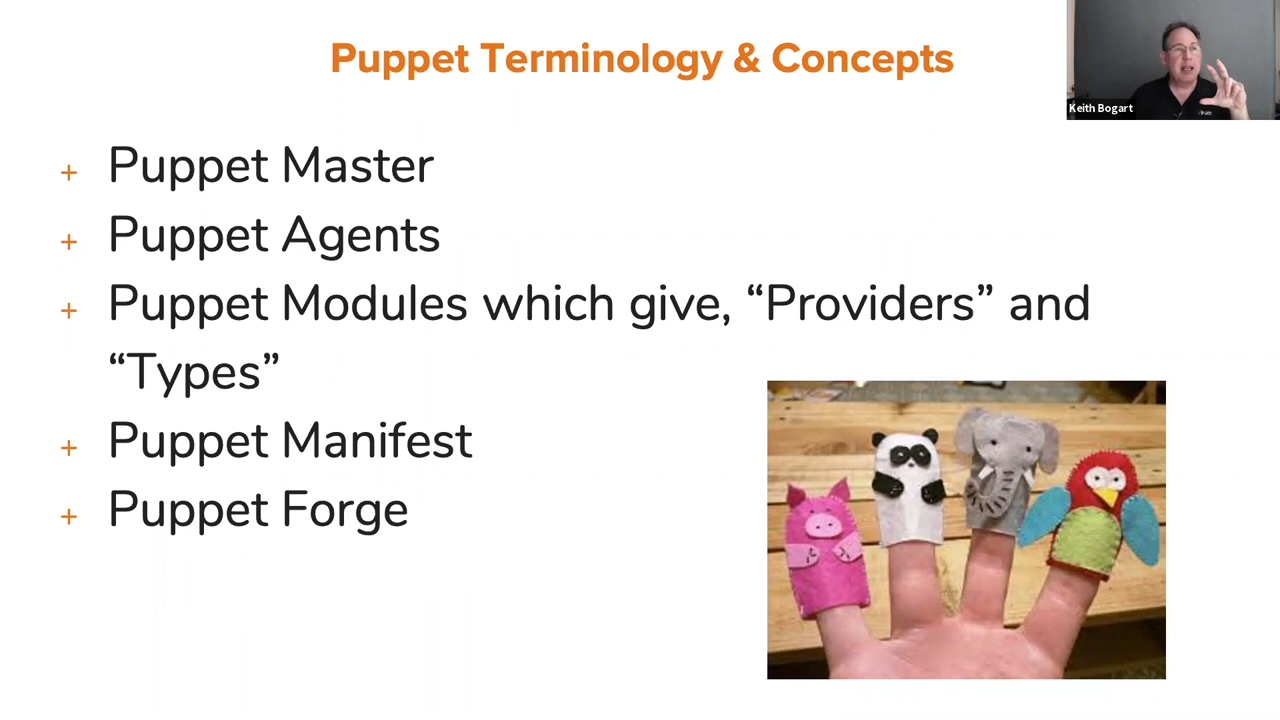 Puppet Terminology & Concepts
Keith Bogart
+ Puppet Master
+ Puppet Agents
+ Puppet Modules which give, “Providers” and
“Types”
+ Puppet Manifest
+ Puppet Forge